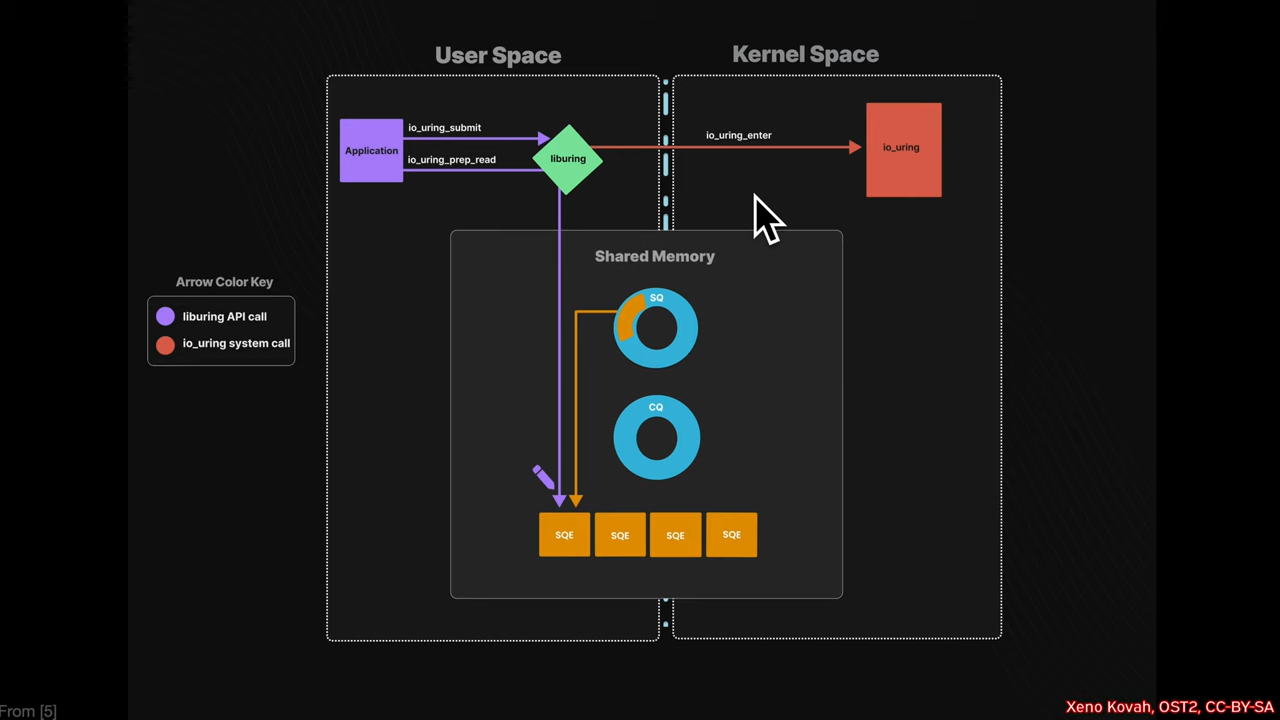 User Space
Kernel Space
io_uring_submit
Application
io_uring_prep_read
liburing
io_uring_enter
io_uring
Shared Memory
Arrow Color Key
liburing API call
io_uring system call
SQ
CQ
SQE
SQE
SQE
SQE
From [5]
Xeno Kovah, OST2, CC-BY-SA